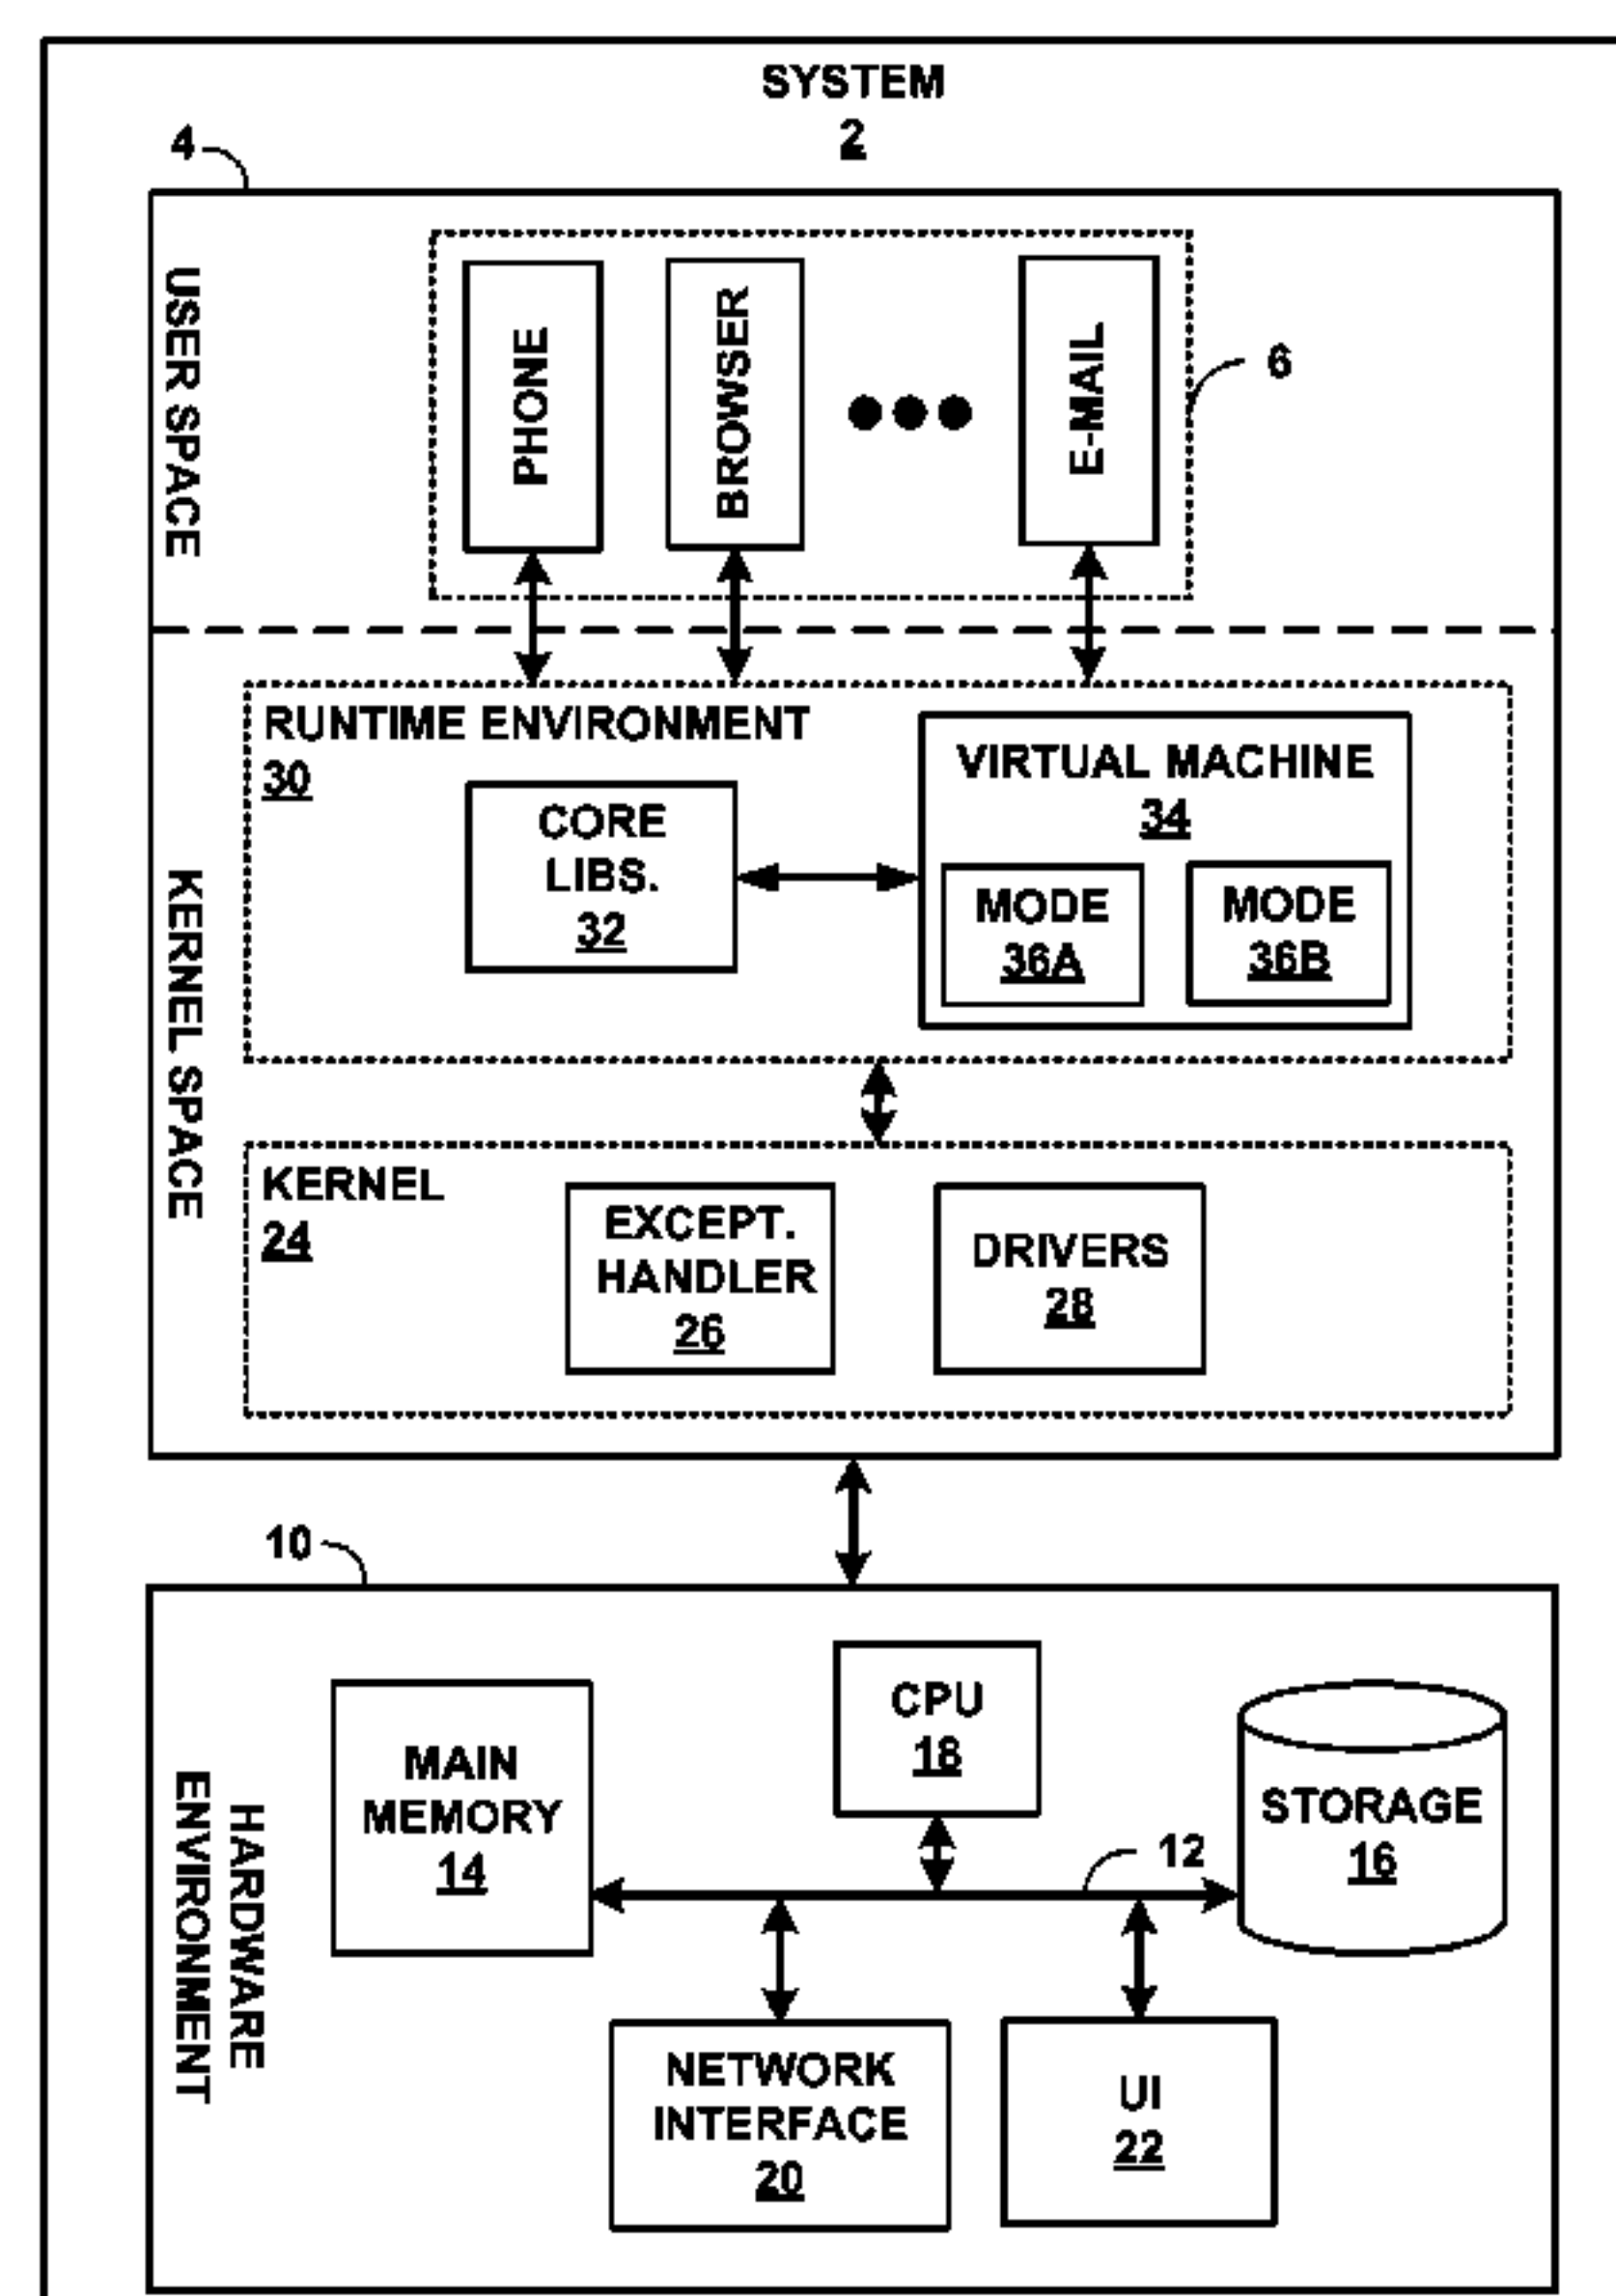 SYSTEM
2
4
USER SPACE
PHONE
BROWSER
E-MAIL
6
KERNEL SPACE
RUNTIME ENVIRONMENT
30
CORE
LIBS.
32
VIRTUAL MACHINE
34
MODE
36A
MODE
36B
KERNEL
24
EXCEPT.
HANDLER
26
DRIVERS
28
10
HARDWARE
ENVIRONMENT
MAIN
MEMORY
14
CPU
18
12
STORAGE
16
NETWORK
INTERFACE
20
UI
22